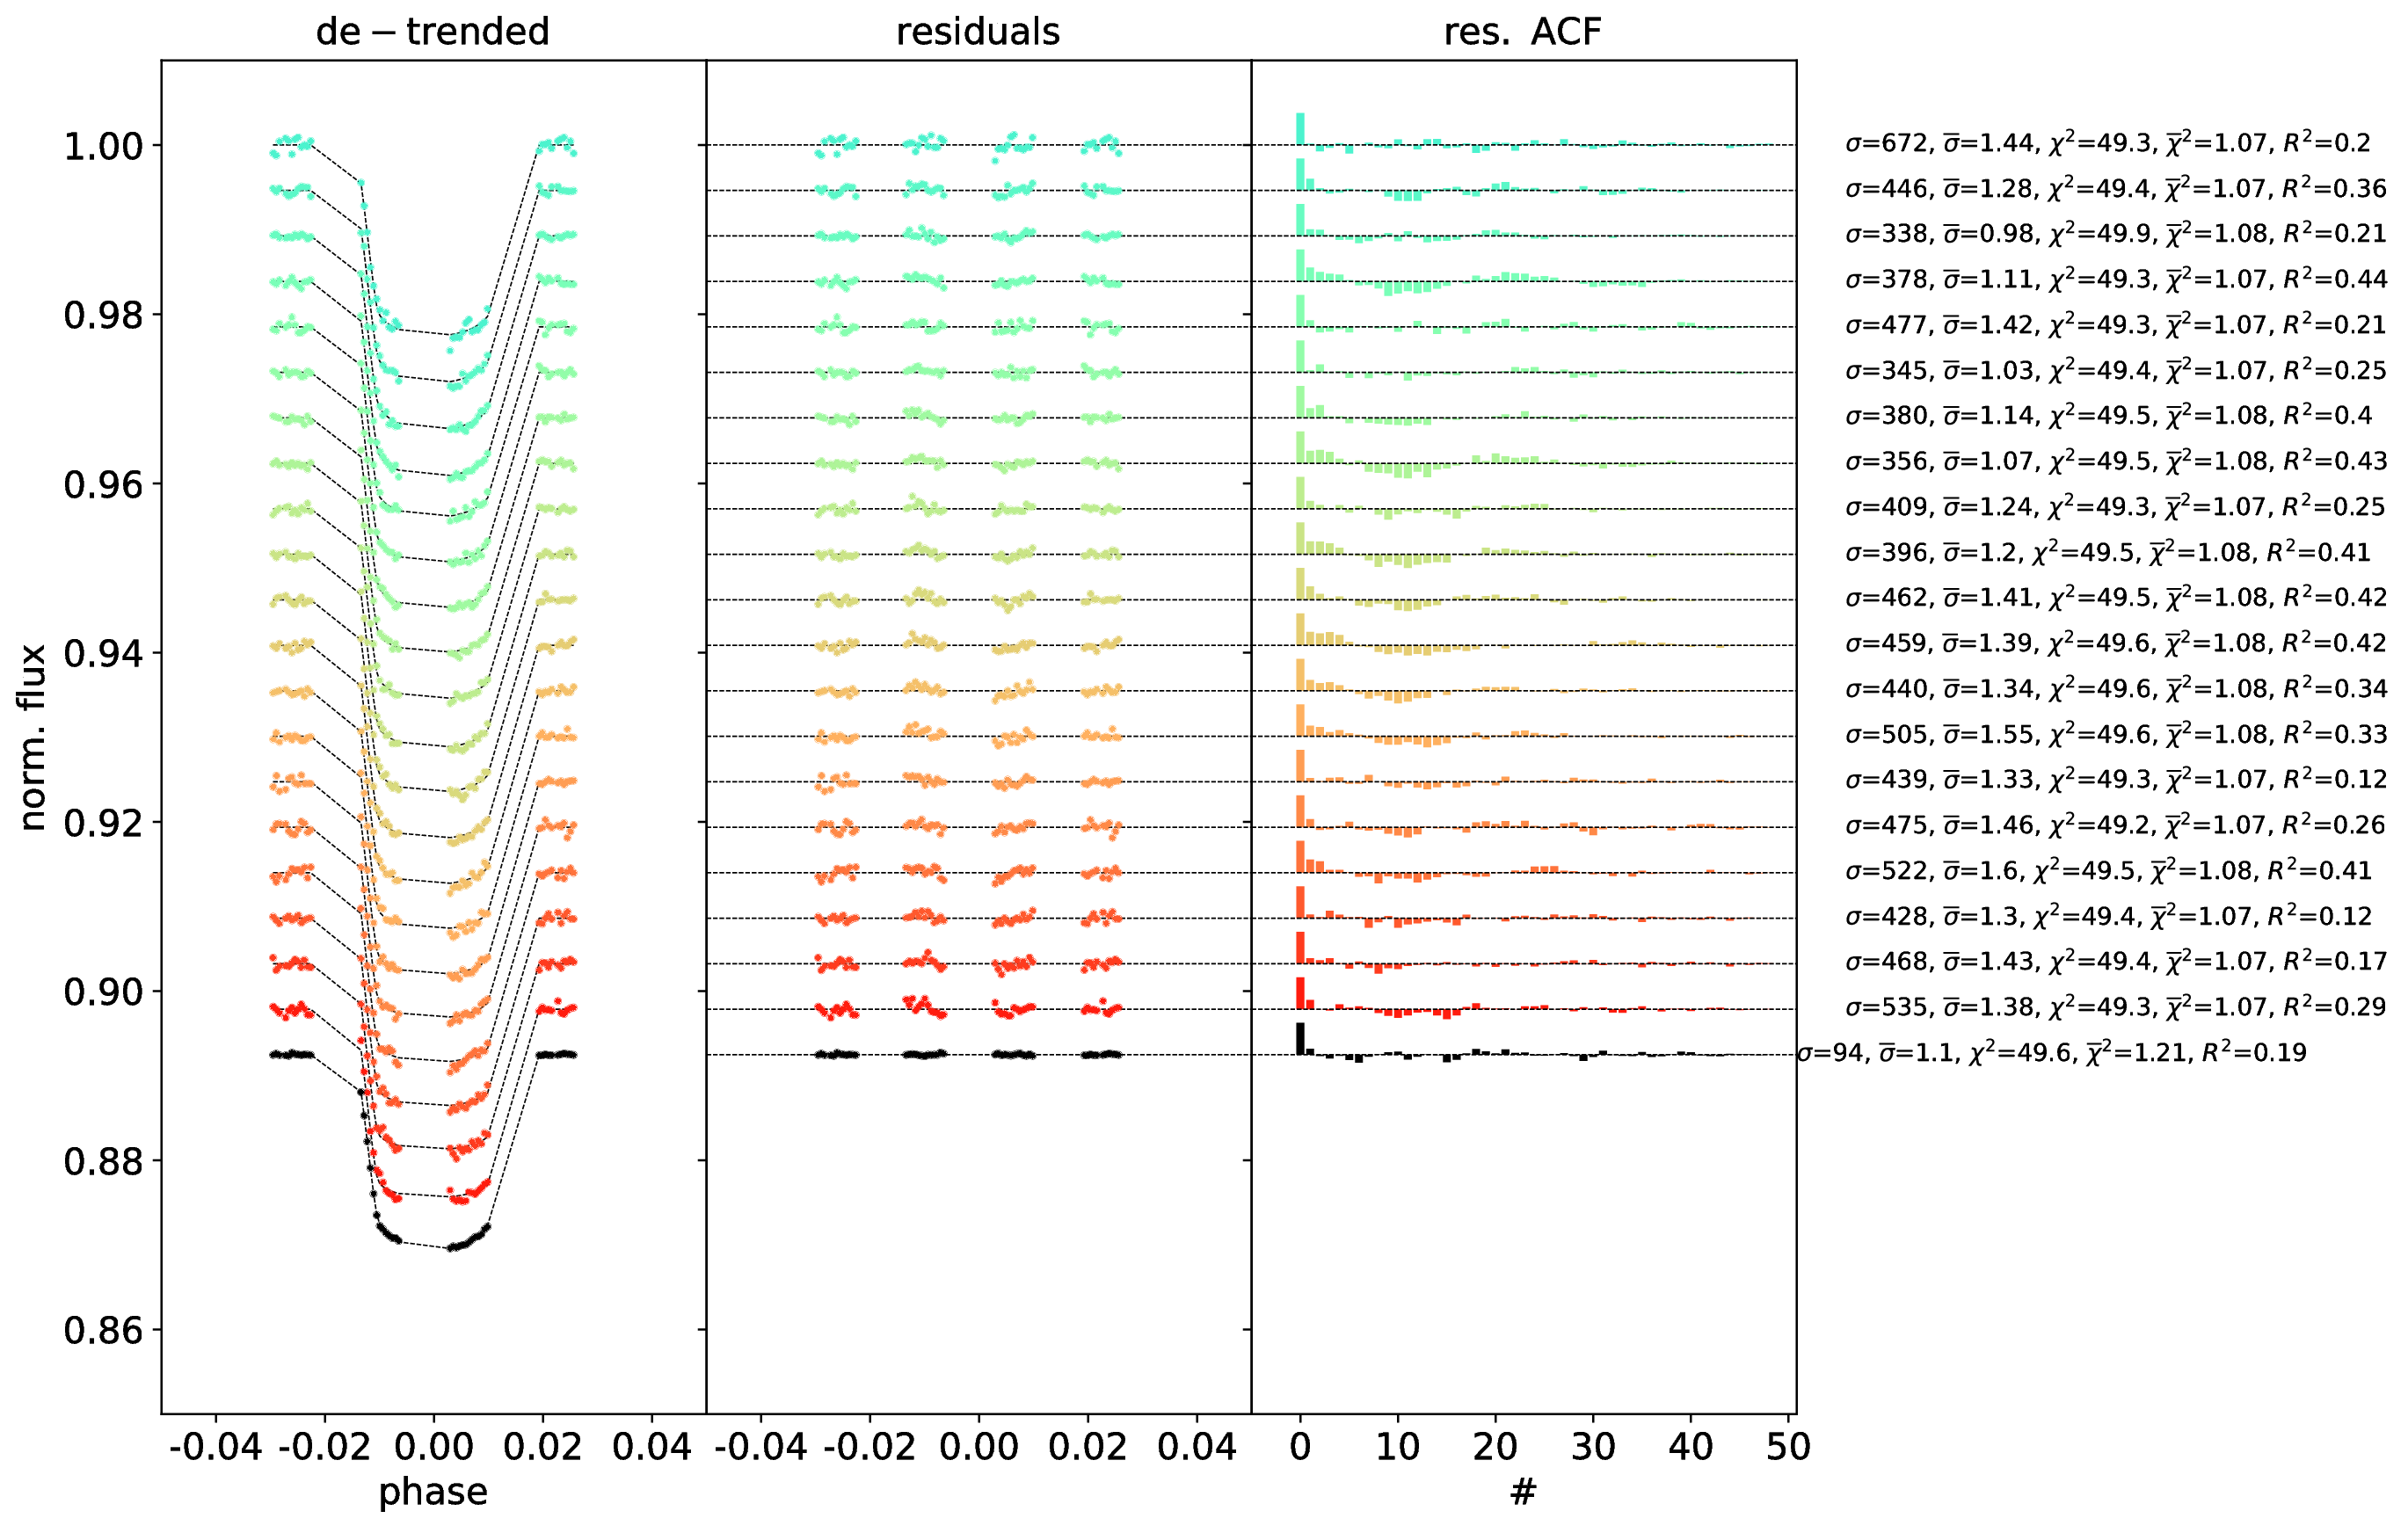 de − trended
residuals
res. ACF
norm. flux
1.00
0.98
0.96
0.94
0.92
0.90
0.88
0.86
σ=672, σ̅=1.44, χ²=49.3, χ̅²=1.07, R²=0.2
σ=446, σ̅=1.28, χ²=49.4, χ̅²=1.07, R²=0.36
σ=338, σ̅=0.98, χ²=49.9, χ̅²=1.08, R²=0.21
σ=378, σ̅=1.11, χ²=49.3, χ̅²=1.07, R²=0.44
σ=477, σ̅=1.42, χ²=49.3, χ̅²=1.07, R²=0.21
σ=345, σ̅=1.03, χ²=49.4, χ̅²=1.07, R²=0.25
σ=380, σ̅=1.14, χ²=49.5, χ̅²=1.08, R²=0.4
σ=356, σ̅=1.07, χ²=49.5, χ̅²=1.08, R²=0.43
σ=409, σ̅=1.24, χ²=49.3, χ̅²=1.07, R²=0.25
σ=396, σ̅=1.2, χ²=49.5, χ̅²=1.08, R²=0.41
σ=462, σ̅=1.41, χ²=49.5, χ̅²=1.08, R²=0.42
σ=459, σ̅=1.39, χ²=49.6, χ̅²=1.08, R²=0.42
σ=440, σ̅=1.34, χ²=49.6, χ̅²=1.08, R²=0.34
σ=505, σ̅=1.55, χ²=49.6, χ̅²=1.08, R²=0.33
σ=439, σ̅=1.33, χ²=49.3, χ̅²=1.07, R²=0.12
σ=475, σ̅=1.46, χ²=49.2, χ̅²=1.07, R²=0.26
σ=522, σ̅=1.6, χ²=49.5, χ̅²=1.08, R²=0.41
σ=428, σ̅=1.3, χ²=49.4, χ̅²=1.07, R²=0.12
σ=468, σ̅=1.43, χ²=49.4, χ̅²=1.07, R²=0.17
σ=535, σ̅=1.38, χ²=49.3, χ̅²=1.07, R²=0.29
σ=94, σ̅=1.1, χ²=49.6, χ̅²=1.21, R²=0.19
-0.04 -0.02 0.00 0.02 0.04
-0.04 -0.02 0.00 0.02 0.04
0 10 20 30 40 50
phase
#